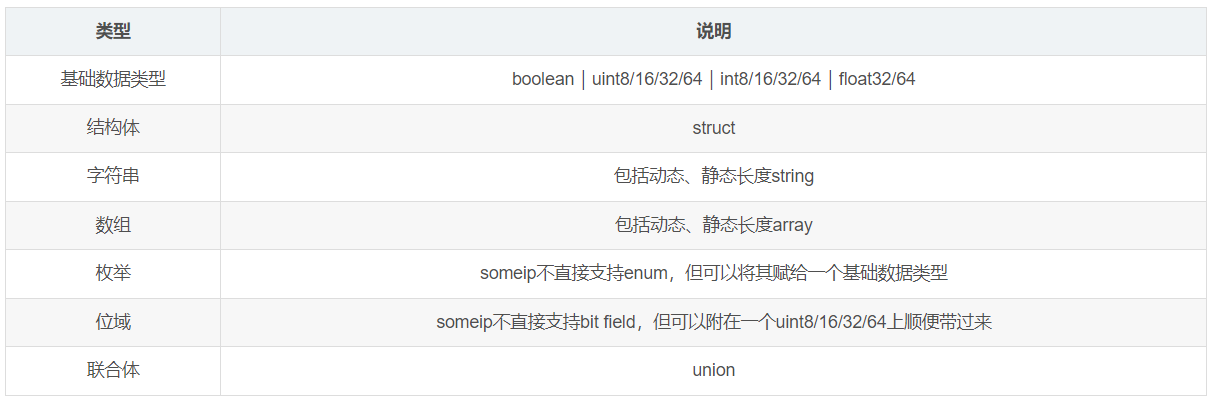 类型 说明
基础数据类型 boolean | uint8/16/32/64 | int8/16/32/64 | float32/64
结构体 struct
字符串 包括动态、静态长度string
数组 包括动态、静态长度array
枚举 someip不直接支持enum，但可以将其赋给一个基础数据类型
位域 someip不直接支持bit field，但可以附在一个uint8/16/32/64上顺便带过来
联合体 union